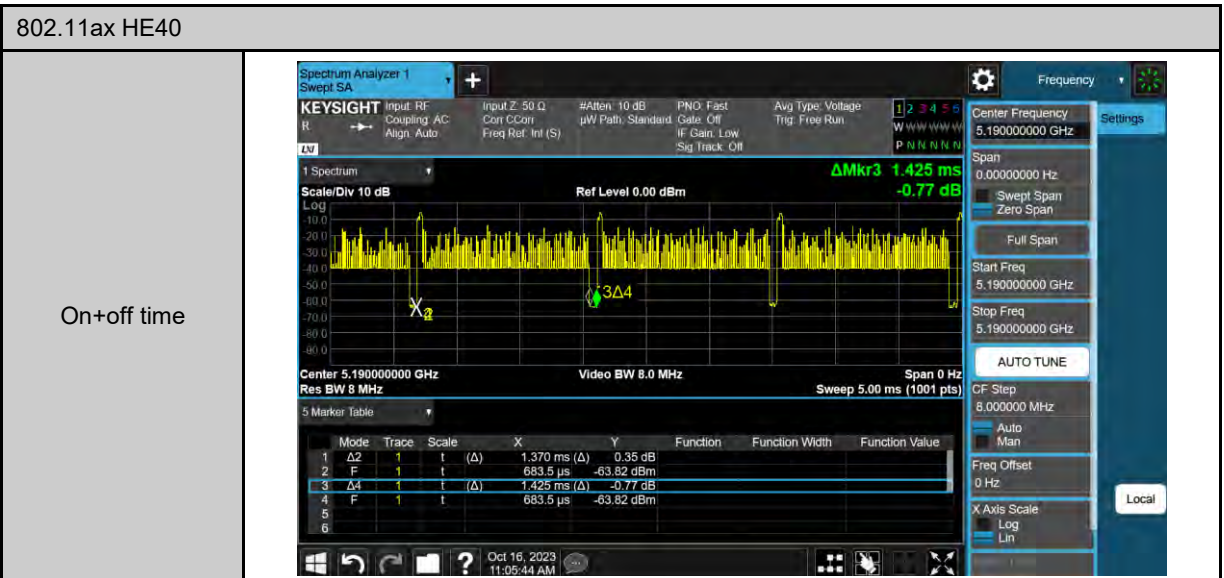 802.11ax HE40
On+off time
Spectrum Analyzer 1
Swept SA
Frequency
KEYSIGHT Input: RF Input Z: 50 Ω #Atten: 10 dB PNO: Fast Avg Type: Voltage 1 2 3 4 5 6
R Coupling: AC Corr CCorr µW Path: Standard Gate: Off Trig: Free Run W W W W W W
Align: Auto Freq Ref: Int (S) IF Gain: Low P N N N N N
LXI Sig Track: Off
1 Spectrum ΔMkr3 1.425 ms
Scale/Div 10 dB Ref Level 0.00 dBm -0.77 dB
Log
-10.0
-20.0
-30.0
-40.0
-50.0
-60.0
-70.0
-80.0
-90.0
3Δ4
Center 5.190000000 GHz Video BW 8.0 MHz Span 0 Hz
Res BW 8 MHz Sweep 5.00 ms (1001 pts)
5 Marker Table
Mode Trace Scale X Y Function Function Width Function Value
1 Δ2 1 t (Δ) 1.370 ms (Δ) 0.35 dB
2 F 1 t 683.5 µs -63.82 dBm
3 Δ4 1 t (Δ) 1.425 ms (Δ) -0.77 dB
4 F 1 t 683.5 µs -63.82 dBm
5
6
Oct 16, 2023
11:05:44 AM
Center Frequency
5.190000000 GHz
Span
0.00000000 Hz
Swept Span
Zero Span
Full Span
Start Freq
5.190000000 GHz
Stop Freq
5.190000000 GHz
AUTO TUNE
CF Step
8.000000 MHz
Auto
Man
Freq Offset
0 Hz
X Axis Scale
Log
Lin
Settings
Local